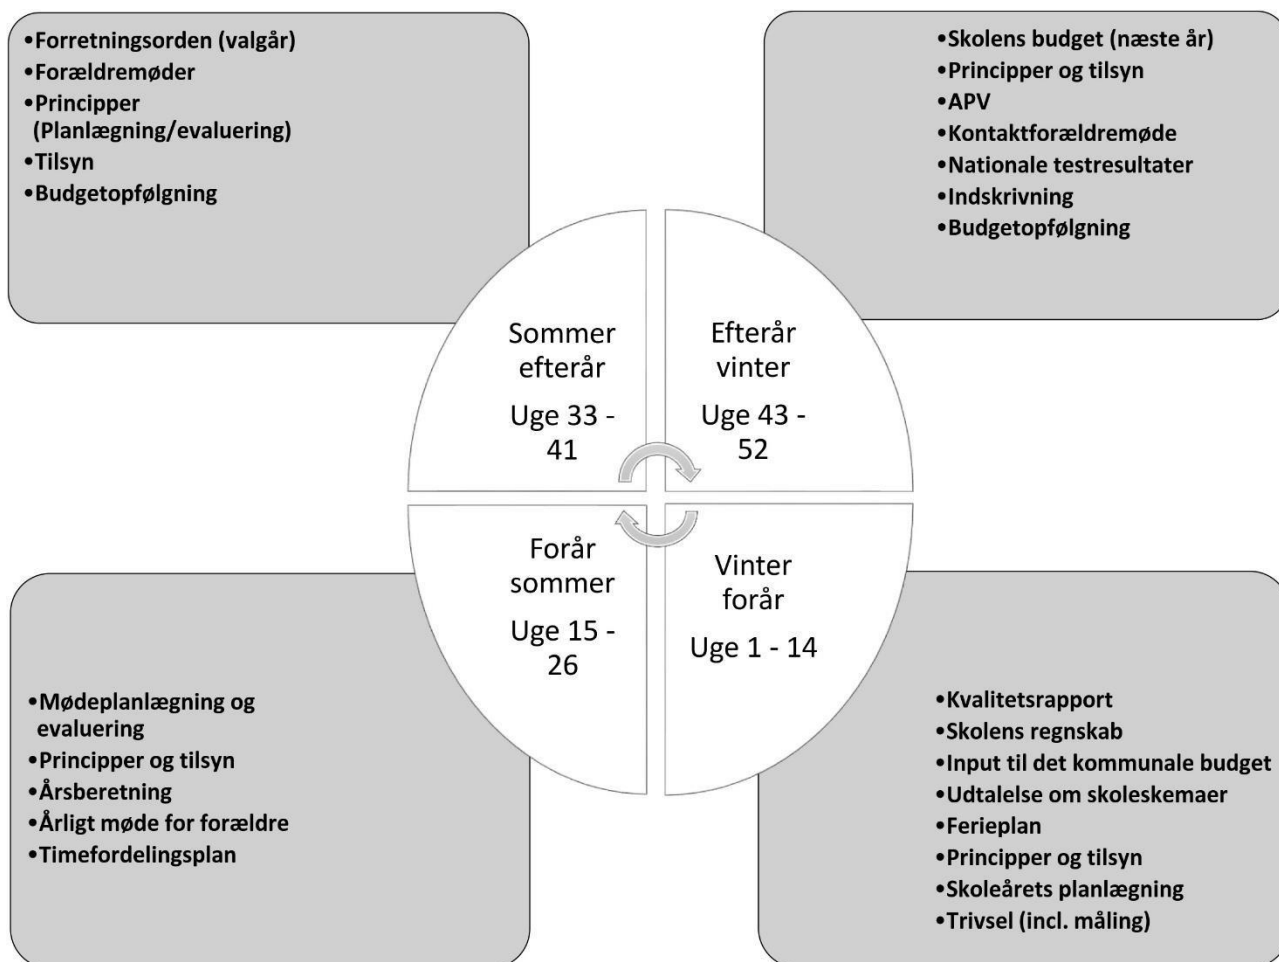 •Forretningsorden (valgår)
•Forældremøder
•Principper
(Planlægning/evaluering)
•Tilsyn
•Budgetopfølgning
•Skolens budget (næste år)
•Principper og tilsyn
•APV
•Kontaktforældremøde
•Nationale testresultater
•Indskrivning
•Budgetopfølgning
Sommer
efterår
Uge 33 -
41
Efterår
vinter
Uge 43 -
52
Forår
sommer
Uge 15 -
26
Vinter
forår
Uge 1 - 14
•Mødeplanlægning og
evaluering
•Principper og tilsyn
•Årsberetning
•Årligt møde for forældre
•Timefordelingsplan
•Kvalitetsrapport
•Skolens regnskab
•Input til det kommunale budget
•Udtalelse om skoleskemaer
•Ferieplan
•Principper og tilsyn
•Skoleårets planlægning
•Trivsel (incl. måling)